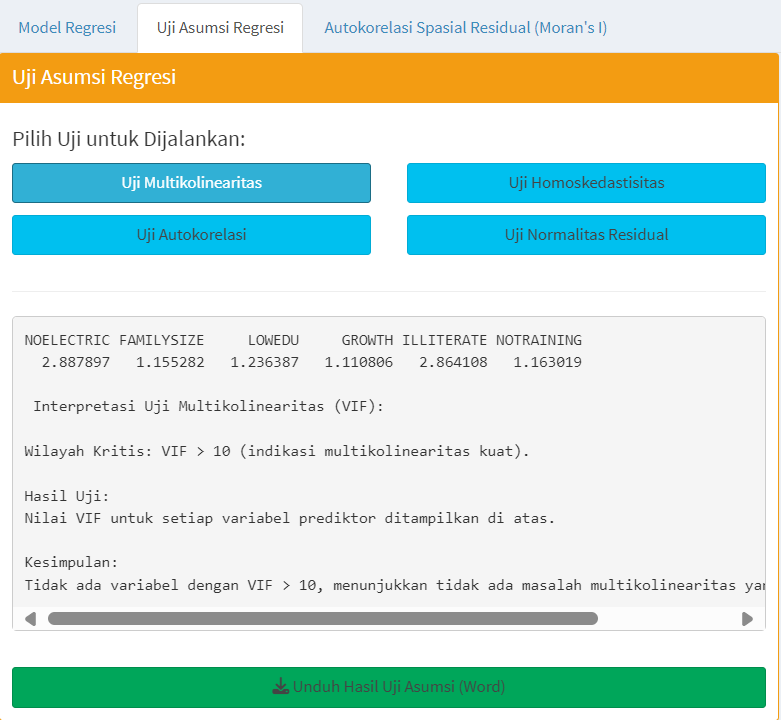 Model Regresi Uji Asumsi Regresi Autokorelasi Spasial Residual (Moran's I)
Uji Asumsi Regresi
Pilih Uji untuk Dijalankan:
Uji Multikolinearitas Uji Homoskedastisitas
Uji Autokorelasi Uji Normalitas Residual
NOELECTRIC FAMILYSIZE LOWEDU GROWTH ILLITERATE NOTRAINING
2.887897 1.155282 1.236387 1.110806 2.864108 1.163019
Interpretasi Uji Multikolinearitas (VIF):
Wilayah Kritis: VIF > 10 (indikasi multikolinearitas kuat).
Hasil Uji:
Nilai VIF untuk setiap variabel prediktor ditampilkan di atas.
Kesimpulan:
Tidak ada variabel dengan VIF > 10, menunjukkan tidak ada masalah multikolinearitas
Unduh Hasil Uji Asumsi (Word)